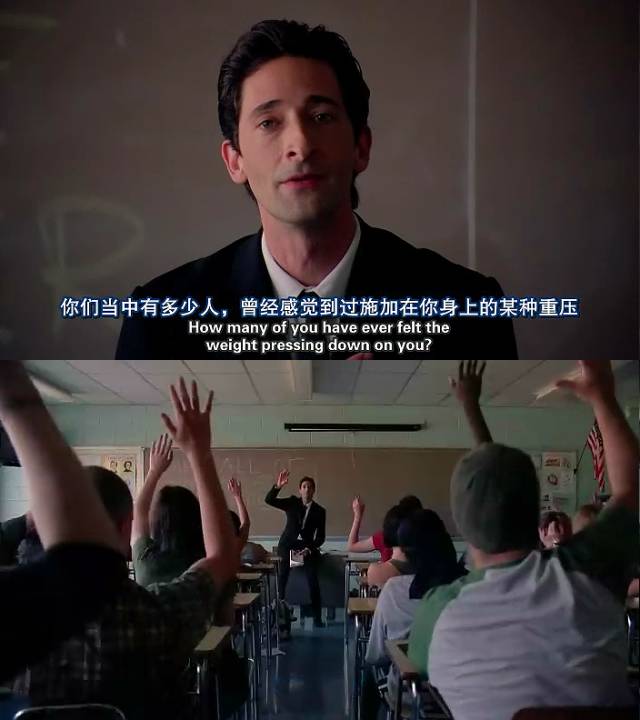 你们当中有多少人，曾经感觉到过施加在你身上的某种重压
How many of you have ever felt the
weight pressing down on you?